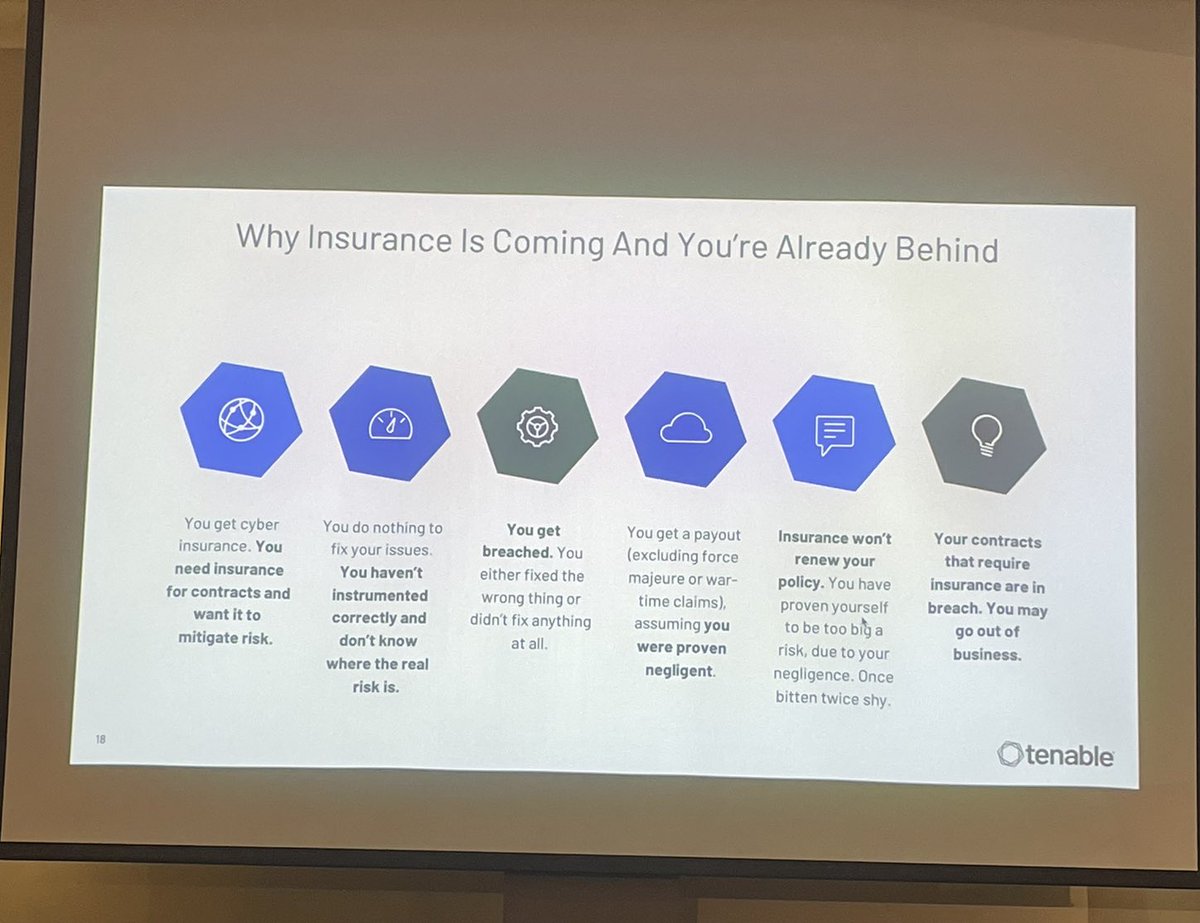 Why Insurance Is Coming And You're Already Behind
You get cyber
insurance. You
need insurance
for contracts and
want it to
mitigate risk.
You do nothing to
fix your issues.
You haven't
instrumented
correctly and
don't know
where the real
risk is.
You get
breached. You
either fixed the
wrong thing or
didn't fix anything
at all.
You get a payout
(excluding force
majeure or war-
time claims),
assuming you
were proven
negligent.
Insurance won't
renew your
policy. You have
proven yourself
to be too big a
risk, due to your
negligence. Once
bitten twice shy.
Your contracts
that require
insurance are in
breach. You may
go out of
business.
18
tenable